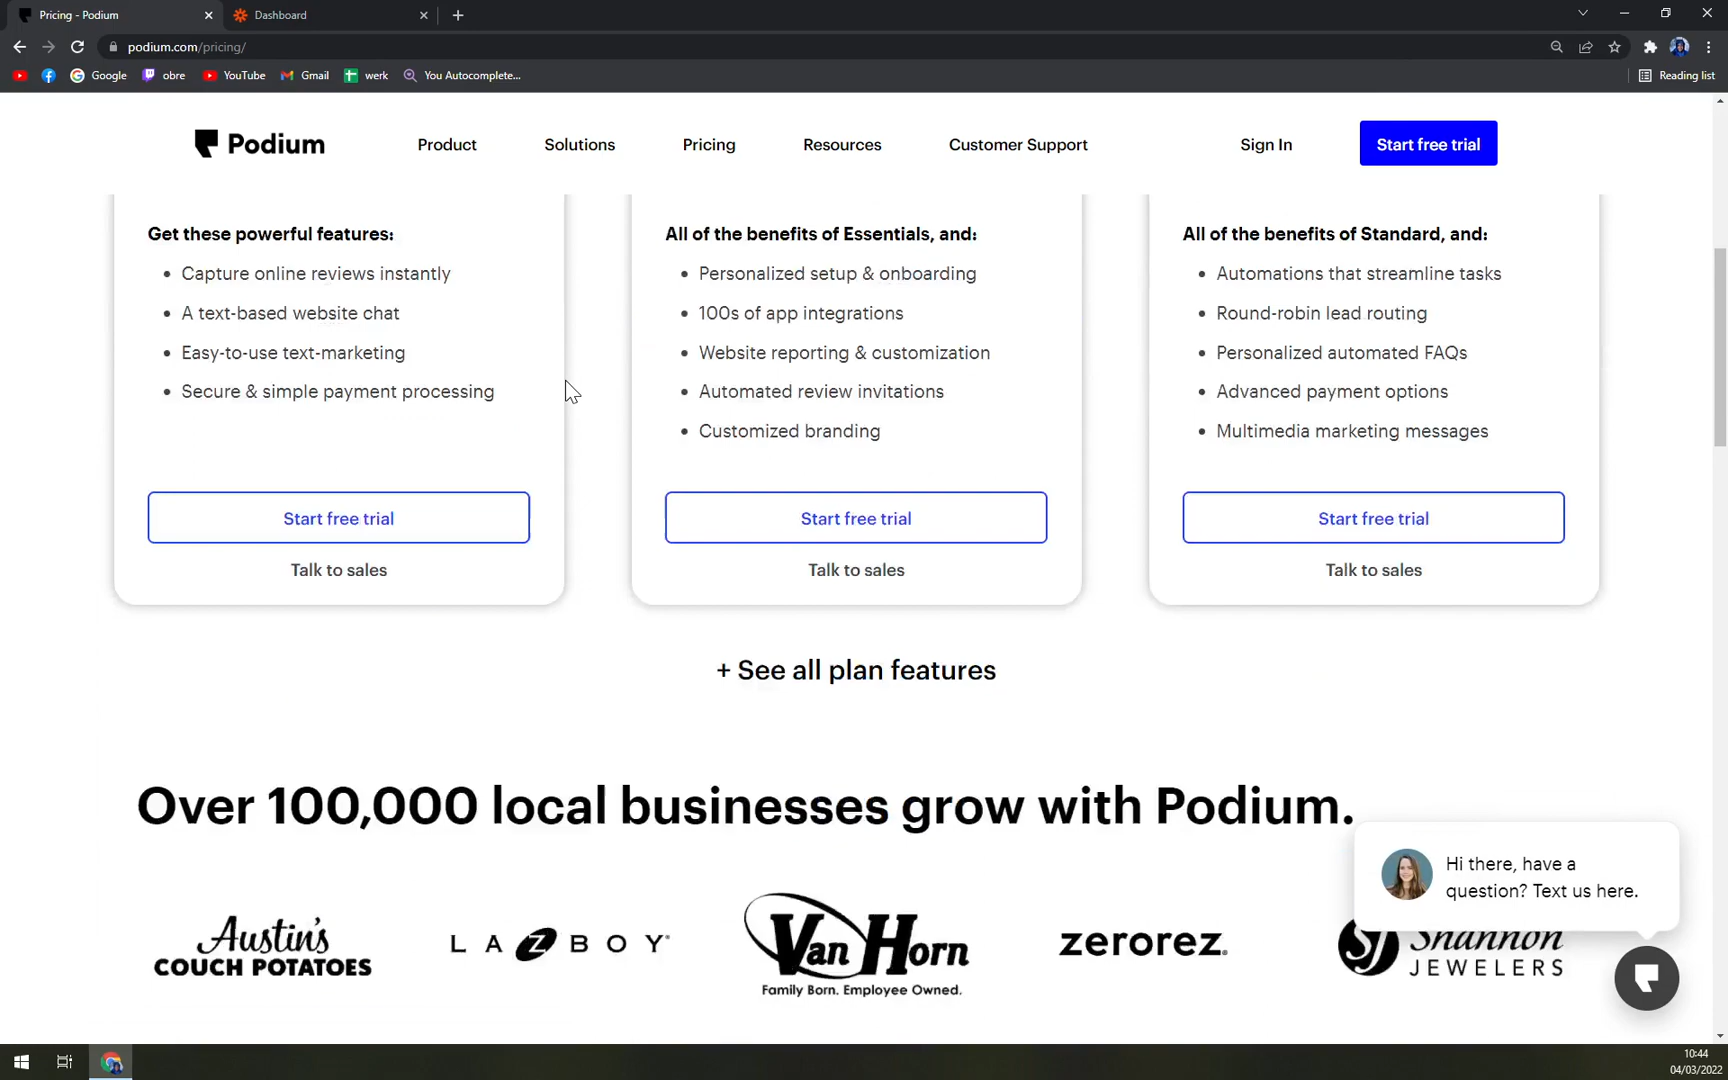 Pricing - Podium
Dashboard
podium.com/pricing/
Google
obre
YouTube
Gmail
werk
You Autocomplete...
Reading list
Podium
Product
Solutions
Pricing
Resources
Customer Support
Sign In
Start free trial
Get these powerful features:
Capture online reviews instantly
A text-based website chat
Easy-to-use text-marketing
Secure & simple payment processing
Start free trial
Talk to sales
All of the benefits of Essentials, and:
Personalized setup & onboarding
100s of app integrations
Website reporting & customization
Automated review invitations
Customized branding
Start free trial
Talk to sales
All of the benefits of Standard, and:
Automations that streamline tasks
Round-robin lead routing
Personalized automated FAQs
Advanced payment options
Multimedia marketing messages
Start free trial
Talk to sales
+ See all plan features
Over 100,000 local businesses grow with Podium.
Austin's
COUCH POTATOES
LAZBOY
Van Horn
Family Born. Employee Owned.
zerorez
SJ Shannon
JEWELERS
Hi there, have a
question? Text us here.
10:44
04/03/2022